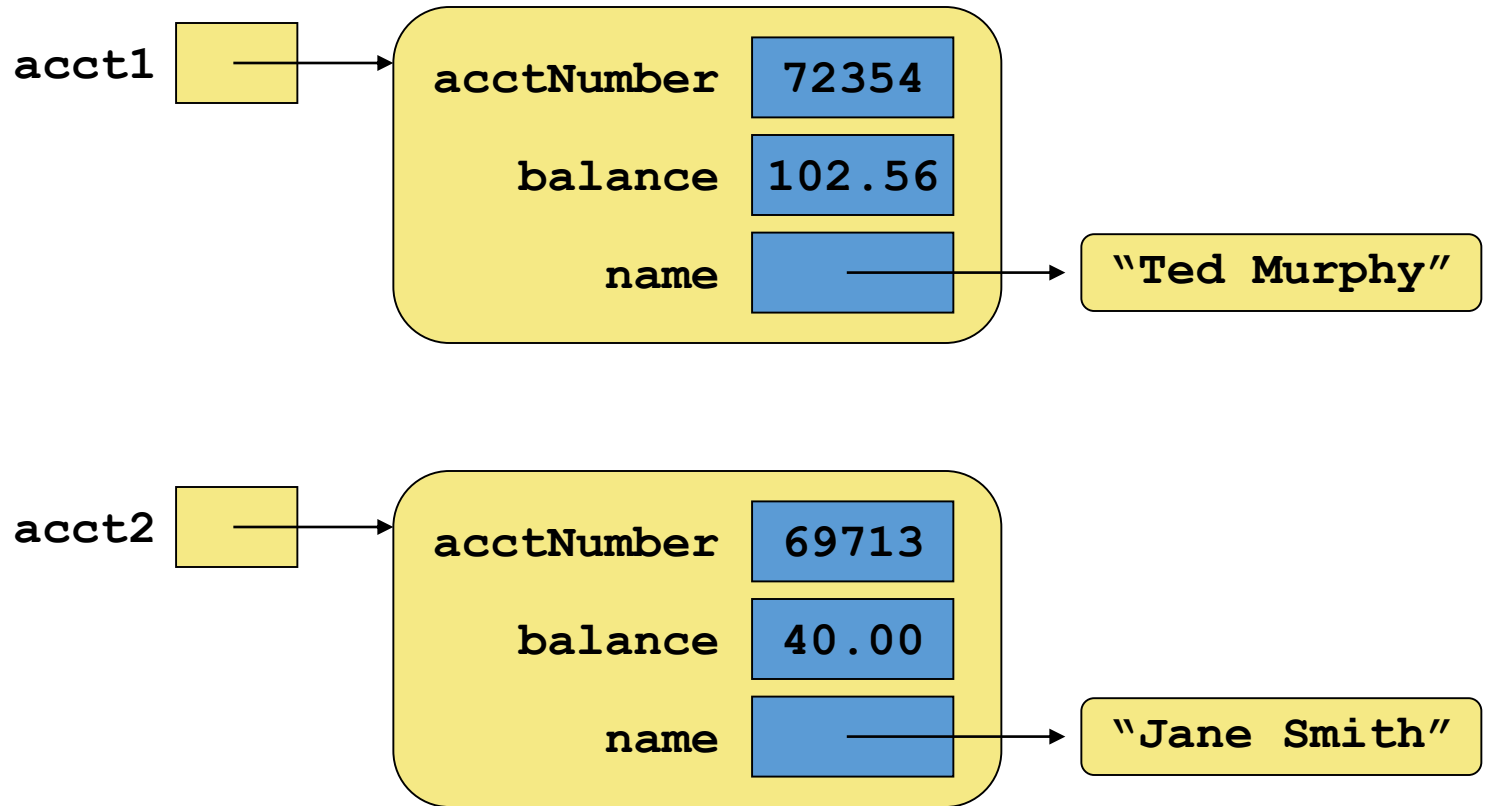 acct1
acctNumber 72354
balance 102.56
name “Ted Murphy”
acct2
acctNumber 69713
balance 40.00
name “Jane Smith”